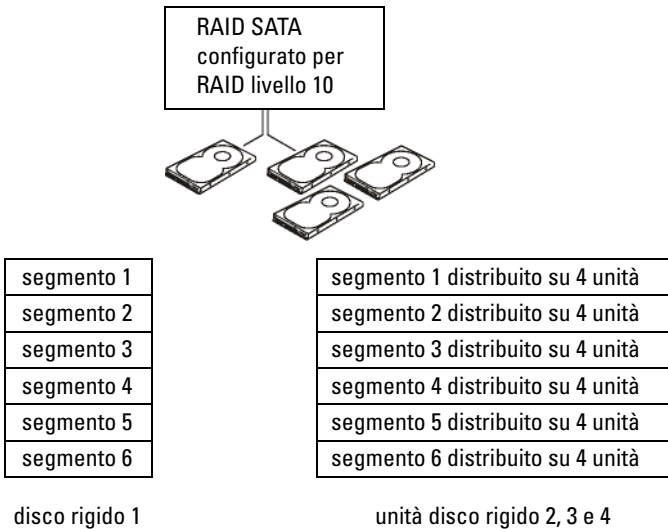 RAID SATA
configurato per
RAID livello 10
segmento 1
segmento 2
segmento 3
segmento 4
segmento 5
segmento 6
segmento 1 distribuito su 4 unità
segmento 2 distribuito su 4 unità
segmento 3 distribuito su 4 unità
segmento 4 distribuito su 4 unità
segmento 5 distribuito su 4 unità
segmento 6 distribuito su 4 unità
disco rigido 1
unità disco rigido 2, 3 e 4